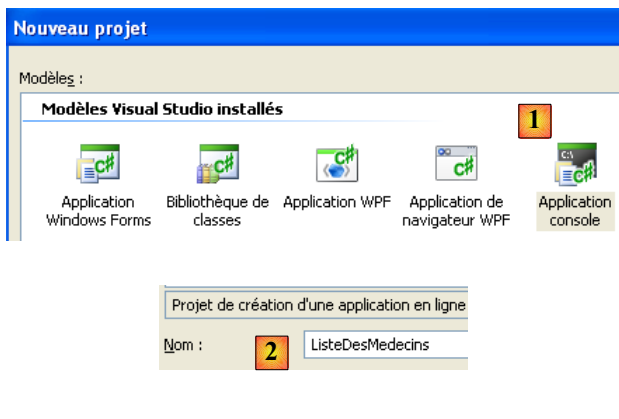 Nouveau projet
Modèles :
Modèles Visual Studio installés
1
Application Windows Forms
Bibliothèque de classes
Application WPF
Application de navigateur WPF
Application console
Projet de création d'une application en ligne
Nom :
2
ListeDesMedecins